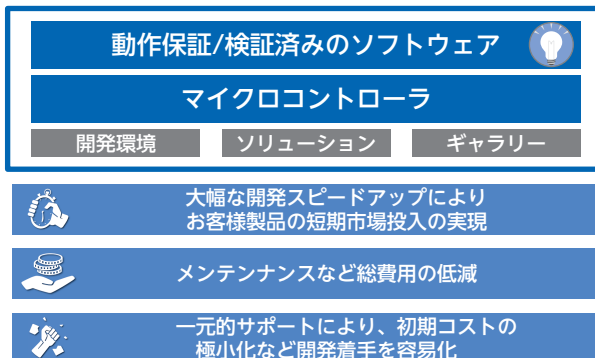 動作保証/検証済みのソフトウェア
マイクロコントローラ
開発環境 ソリューション ギャラリー
大幅な開発スピードアップにより
お客様製品の短期市場投入の実現
メンテンナンスなど総費用の低減
一元的サポートにより、初期コストの
極小化など開発着手を容易化